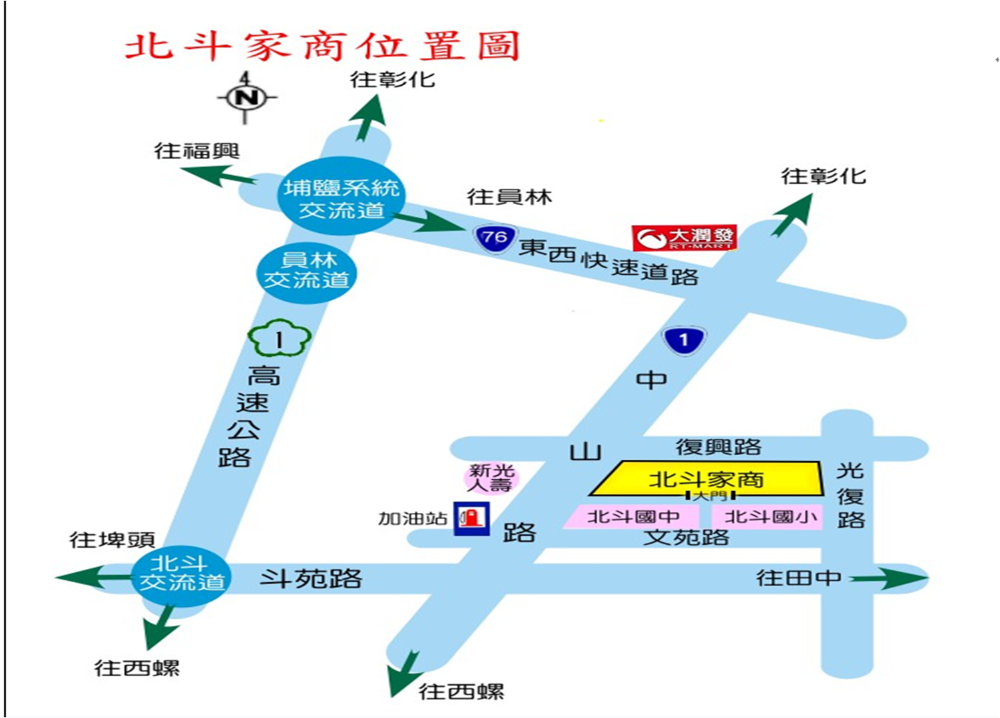 北斗家商位置圖
4
N
往彰化
往福興
埔鹽系統
交流道
往員林
76
東西快速道路
大潤發
RT-MART
往彰化
員林
交流道
1
高速公路
1
中山路
復興路
新光
人壽
北斗家商
大門
光復路
加油站
北斗國中
北斗國小
文苑路
往埤頭
北斗
交流道
斗苑路
往田中
往西螺
往西螺